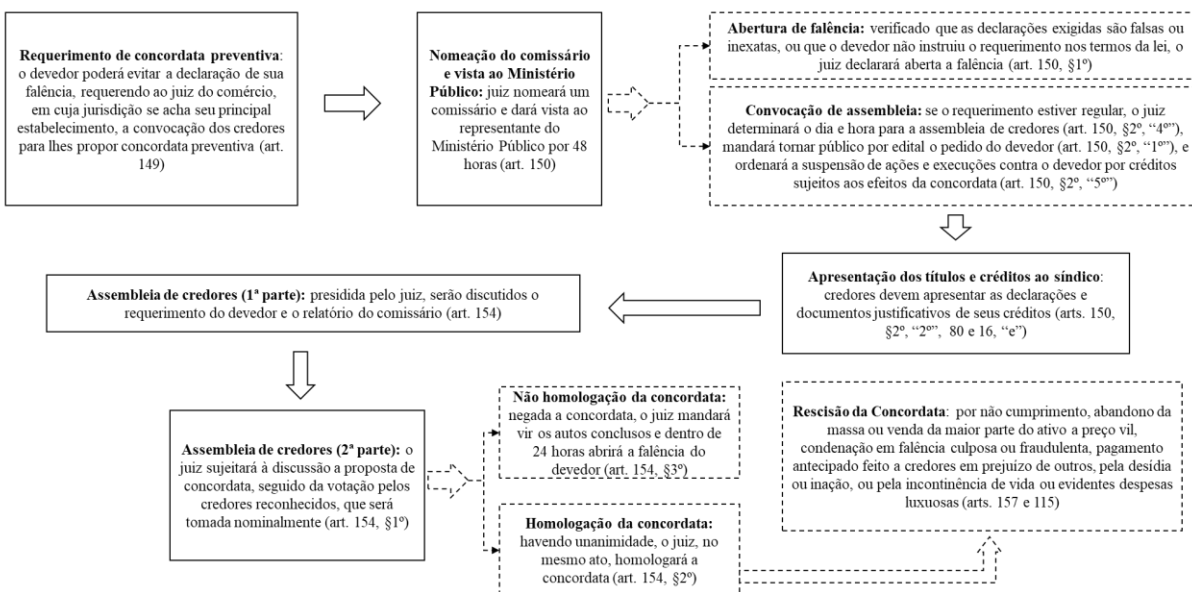 Requerimento de concordata preventiva:
o devedor poderá evitar a declaração de sua
falência, requerendo ao juiz do comércio,
em cuja jurisdição se acha seu principal
estabelecimento, a convocação dos credores
para lhes propor concordata preventiva (art.
149)
Nomeação do comissário
e vista ao Ministério
Público: juiz nomeará um
comissário e dará vista ao
representante do
Ministério Público por 48
horas (art. 150)
Abertura de falência: verificado que as declarações exigidas são falsas ou
inexatas, ou que o devedor não instruiu o requerimento nos termos da lei, o
juiz declarará aberta a falência (art. 150, §1º)
Convocação de assembleia: se o requerimento estiver regular, o juiz
determinará o dia e hora para a assembleia de credores (art. 150, §2º, “4º”),
mandará tornar público por edital o pedido do devedor (art. 150, §2º, “1º”), e
ordenará a suspensão de ações e execuções contra o devedor por créditos
sujeitos aos efeitos da concordata (art. 150, §2º, “5º”)
Apresentação dos títulos e créditos ao síndico:
credores devem apresentar as declarações e
documentos justificativos de seus créditos (arts. 150,
§2º, “2º”, 80 e 16, “e”)
Assembleia de credores (1ª parte): presidida pelo juiz, serão discutidos o
requerimento do devedor e o relatório do comissário (art. 154)
Assembleia de credores (2ª parte): o
juiz sujeitará à discussão a proposta de
concordata, seguido da votação pelos
credores reconhecidos, que será
tomada nominalmente (art. 154, §1º)
Não homologação da concordata:
negada a concordata, o juiz mandará
vir os autos conclusos e dentro de
24 horas abrirá a falência do
devedor (art. 154, §3º)
Homologação da concordata:
havendo unanimidade, o juiz, no
mesmo ato, homologará a
concordata (art. 154, §2º)
Rescisão da Concordata: por não cumprimento, abandono da
massa ou venda da maior parte do ativo a preço vil,
condenação em falência culposa ou fraudulenta, pagamento
antecipado feito a credores em prejuízo de outros, pela desídia
ou inação, ou pela incontinência de vida ou evidentes despesas
luxuosas (arts. 157 e 115)